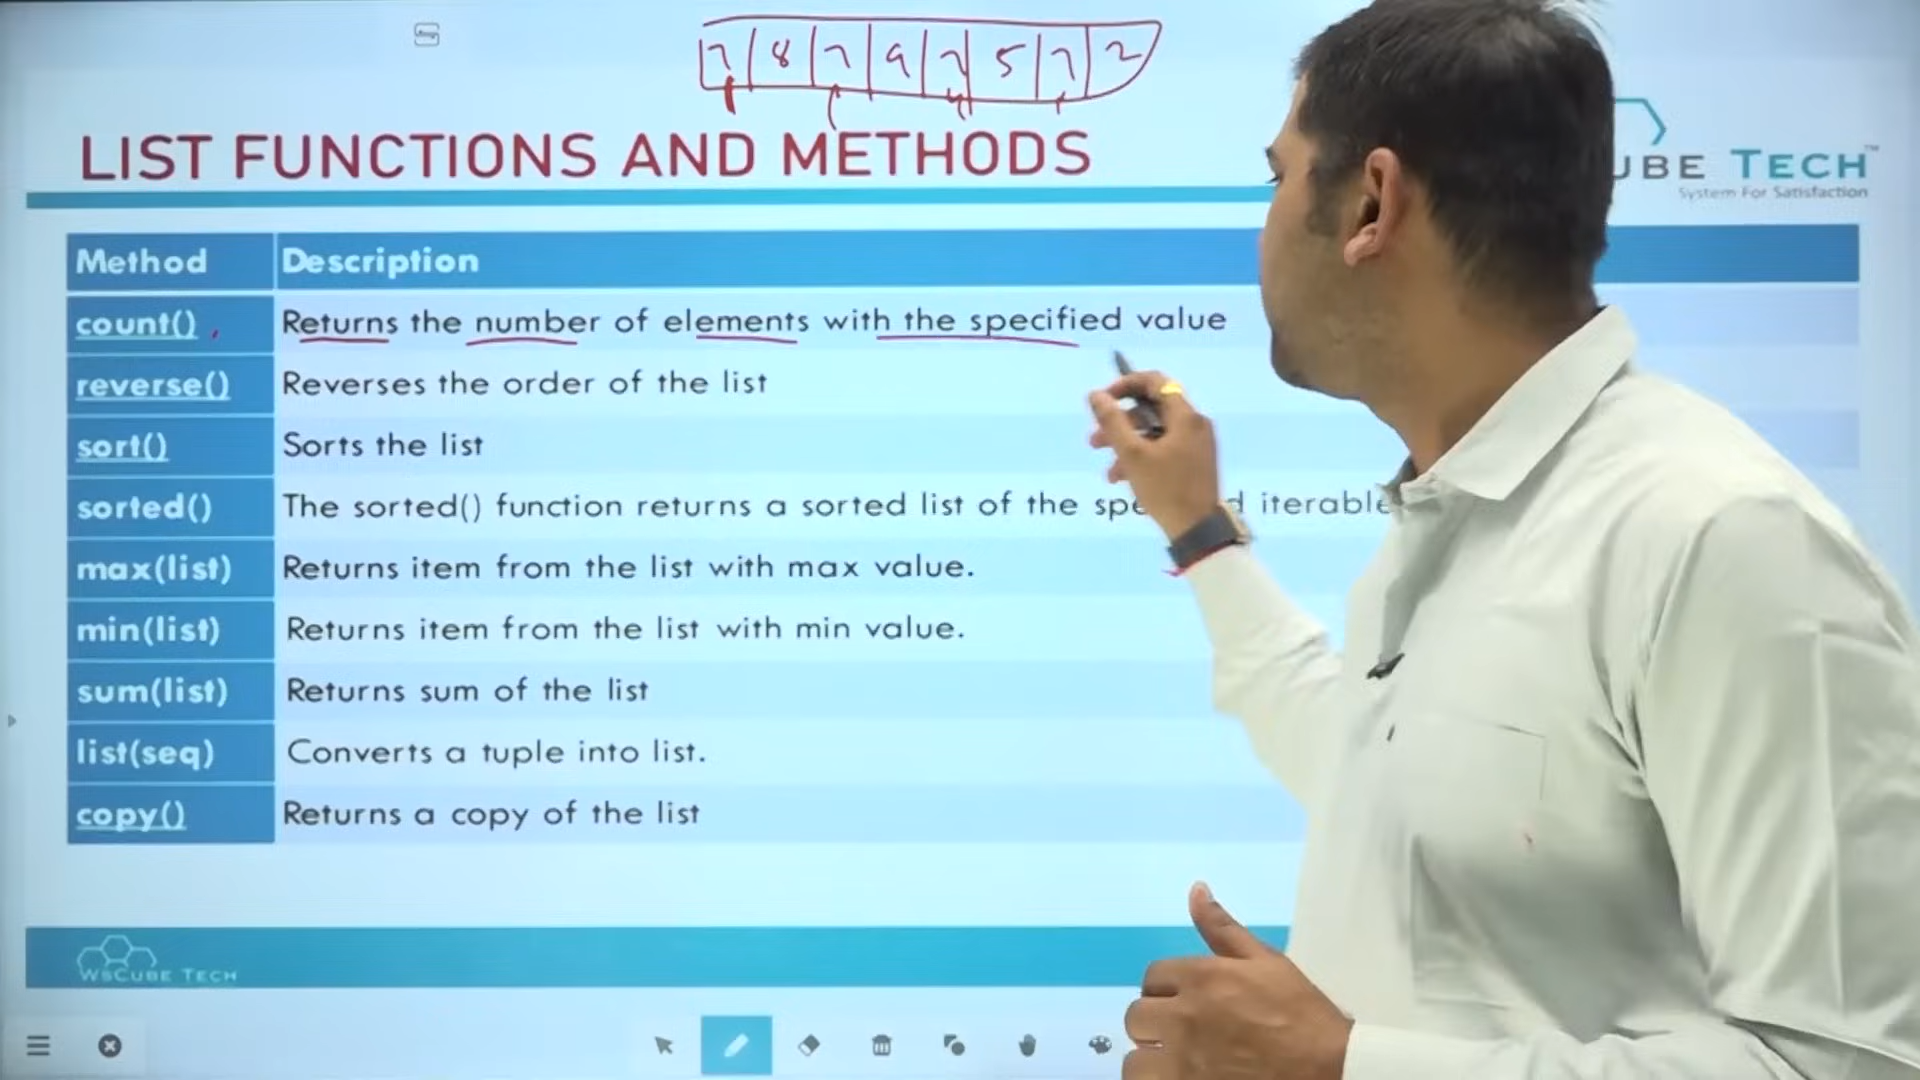 7 8 7 9 7 5 7 2
LIST FUNCTIONS AND METHODS
UBE TECH™
System For Satisfaction
Method Description
count() Returns the number of elements with the specified value
reverse() Reverses the order of the list
sort() Sorts the list
sorted() The sorted() function returns a sorted list of the spe d iterable
max(list) Returns item from the list with max value.
min(list) Returns item from the list with min value.
sum(list) Returns sum of the list
list(seq) Converts a tuple into list.
copy() Returns a copy of the list
WsCube Tech